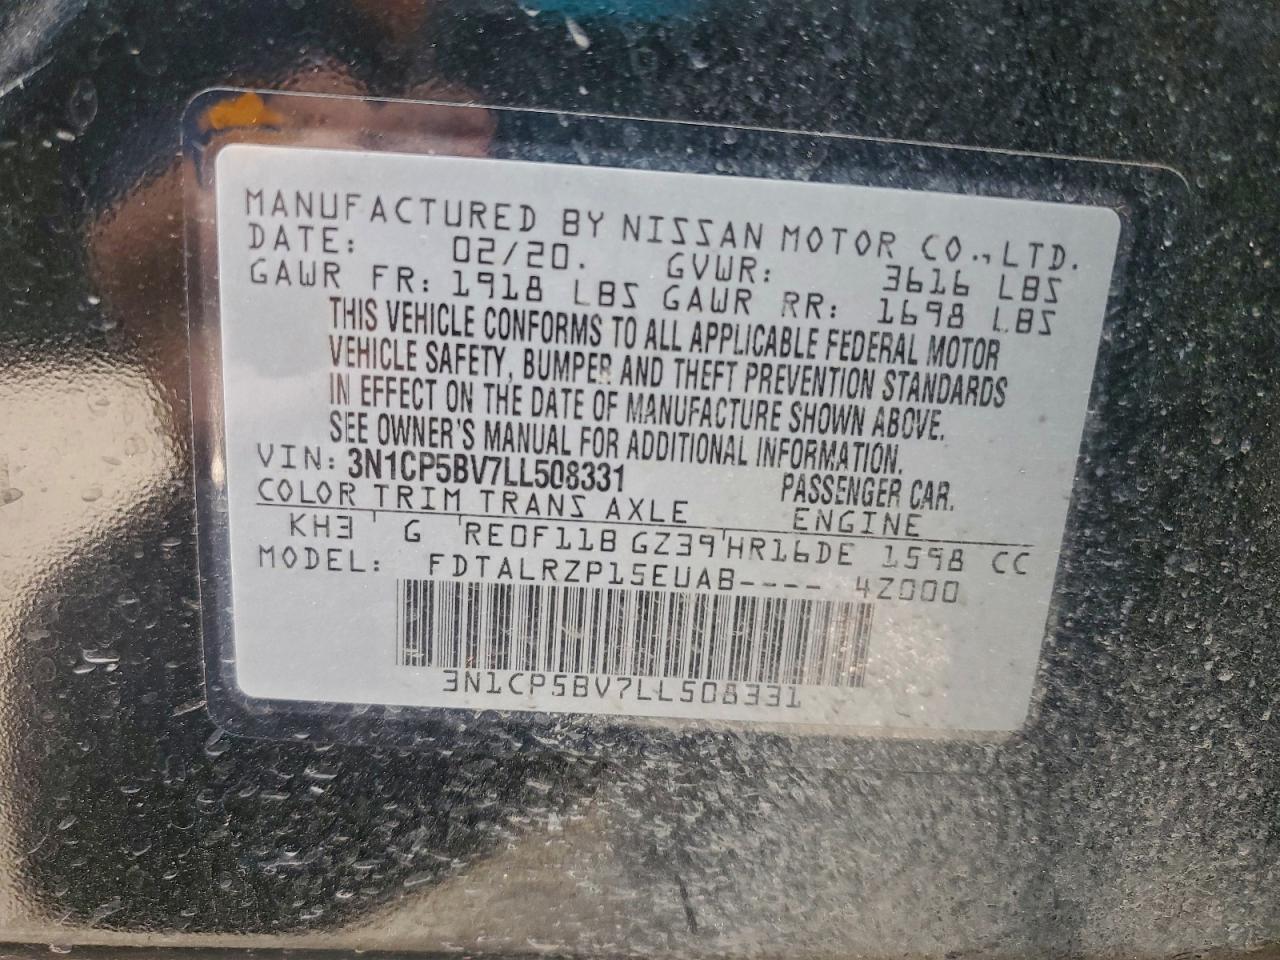 MANUFACTURED BY NISSAN MOTOR CO.,LTD.
DATE: 02/20. GVWR: 3616 LBS
GAWR FR: 1918 LBS GAWR RR: 1698 LBS
THIS VEHICLE CONFORMS TO ALL APPLICABLE FEDERAL MOTOR
VEHICLE SAFETY, BUMPER AND THEFT PREVENTION STANDARDS
IN EFFECT ON THE DATE OF MANUFACTURE SHOWN ABOVE.
SEE OWNER'S MANUAL FOR ADDITIONAL INFORMATION.
VIN: 3N1CP5BV7LL508331 PASSENGER CAR.
COLOR TRIM TRANS AXLE ENGINE
KH3 G RE0F11B GZ39 HR16DE 1598 CC
MODEL: FDTALRZP15EUAB---- 4Z000
3N1CP5BV7LL508331